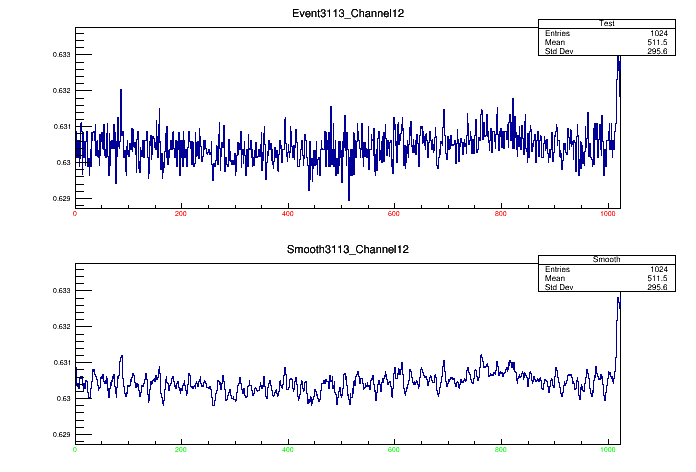 Event3113_Channel12
Test
Entries 1024
Mean 511.5
Std Dev 295.6
0.633
0.632
0.631
0.63
0.629
0 200 400 600 800 1000
Smooth3113_Channel12
Smooth
Entries 1024
Mean 511.5
Std Dev 295.6
0.633
0.632
0.631
0.63
0.629
0 200 400 600 800 1000